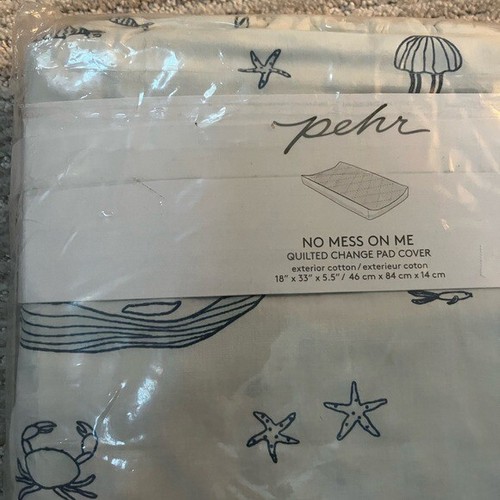 pehr
NO MESS ON ME
QUILTED CHANGE PAD COVER
exterior cotton/exterieur coton
18" x 33" x 5.5" / 46 cm x 84 cm x 14 cm